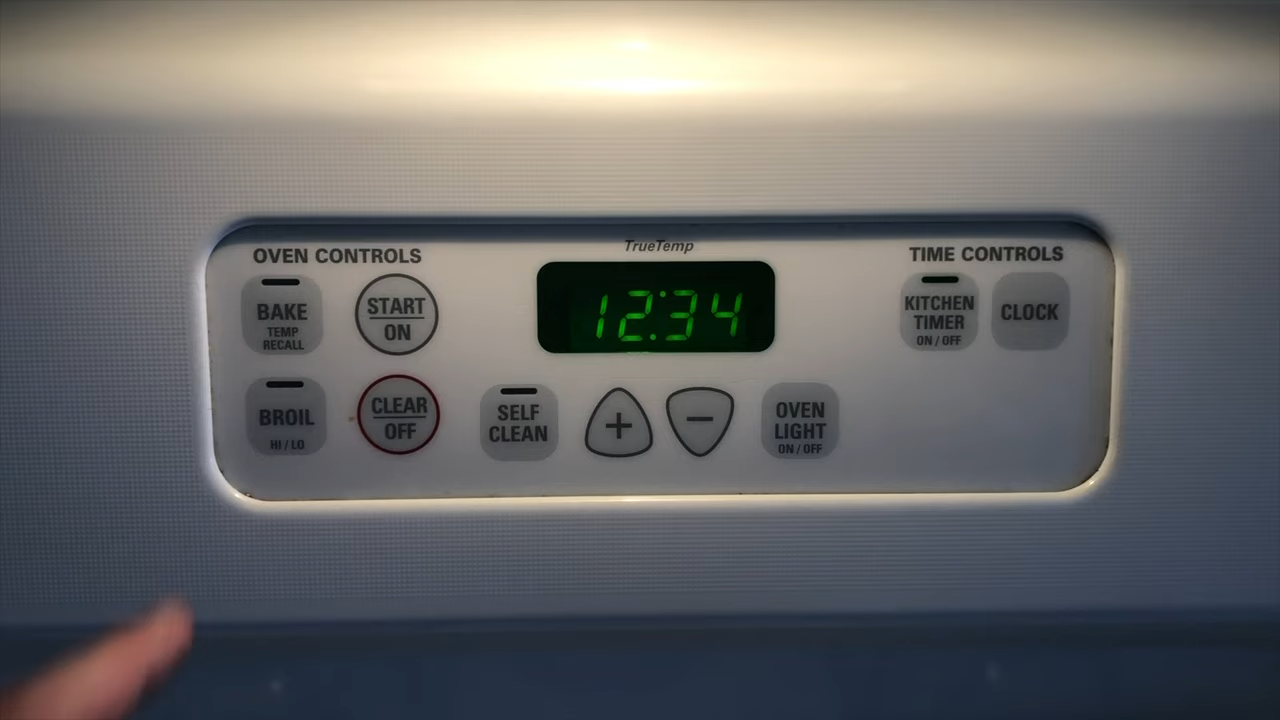 TrueTemp
OVEN CONTROLS
BAKE
TEMP
RECALL
START
ON
BROIL
HI / LO
CLEAR
OFF
12:34
SELF
CLEAN
+
−
OVEN
LIGHT
ON / OFF
TIME CONTROLS
KITCHEN
TIMER
ON / OFF
CLOCK